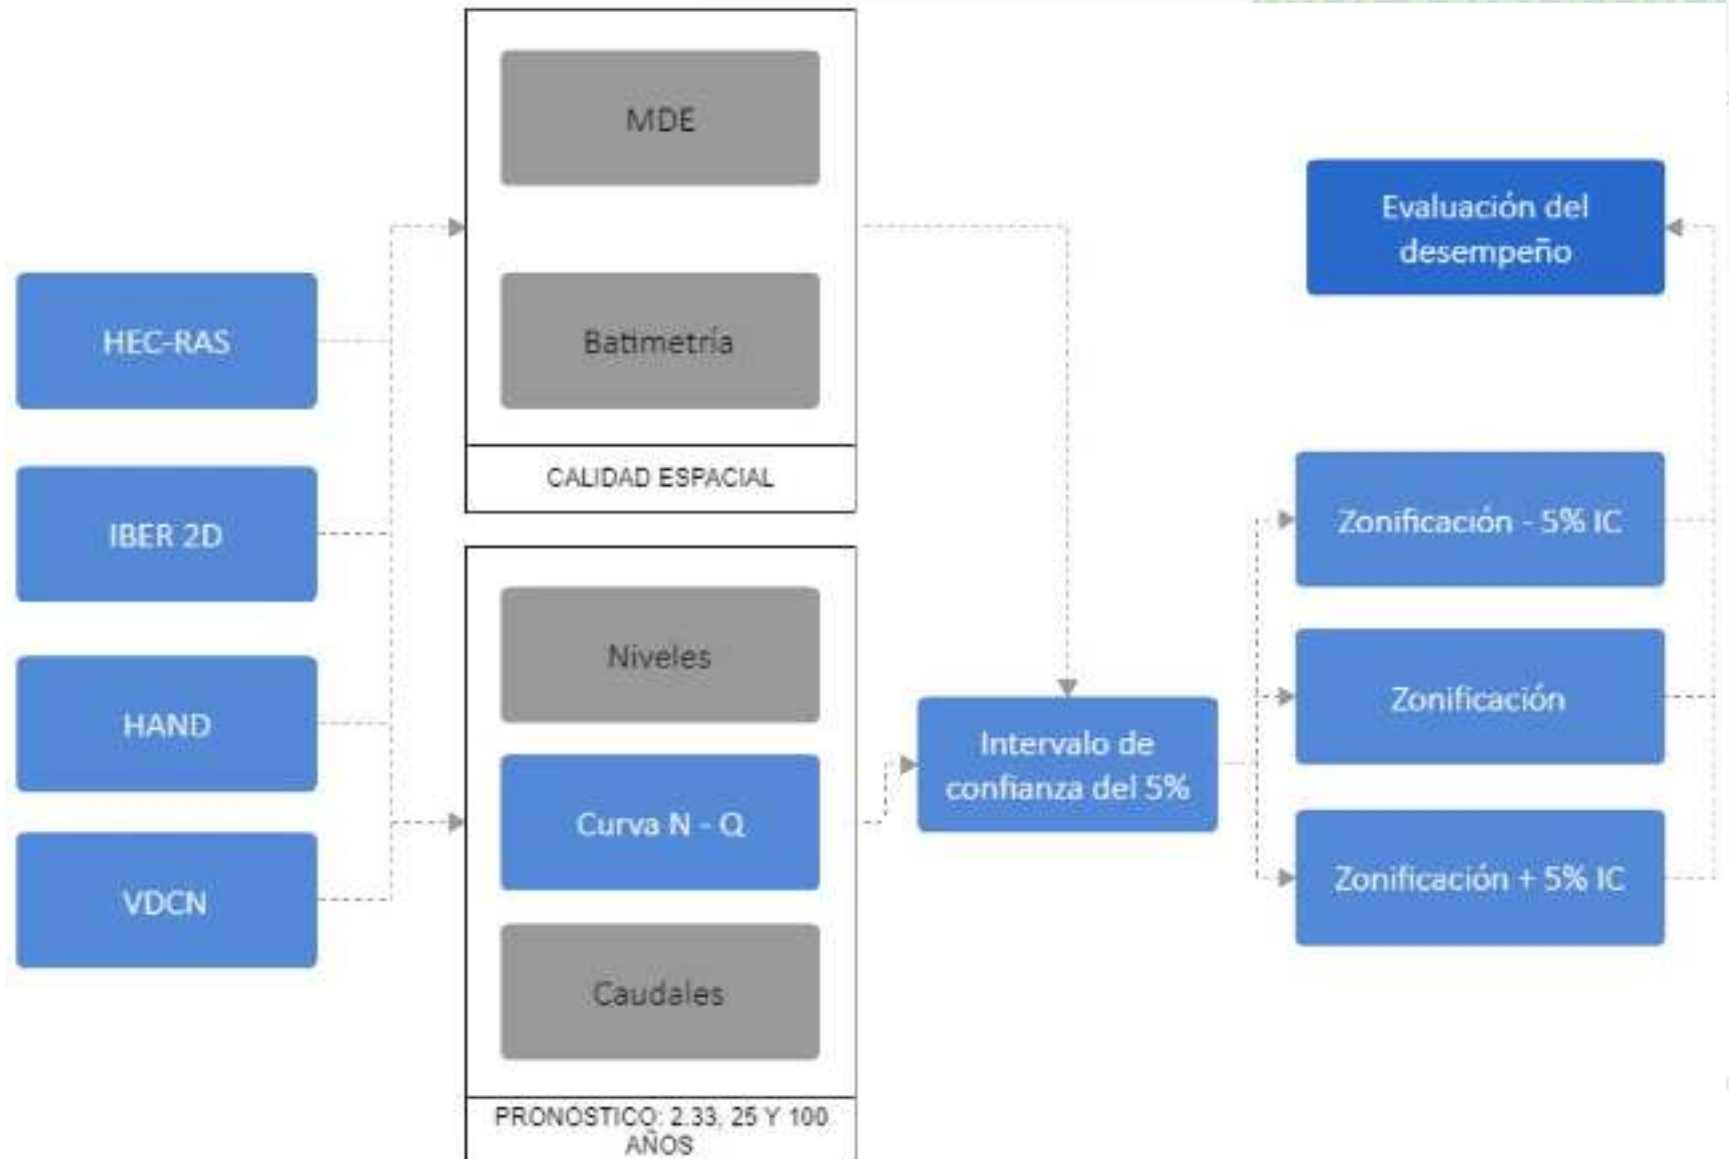 HEC-RAS
IBER 2D
HAND
VDCN
MDE
Batimetría
CALIDAD ESPACIAL
Niveles
Curva N - Q
Caudales
PRONÓSTICO: 2.33, 25 Y 100
AÑOS
Intervalo de
confianza del 5%
Evaluación del
desempeño
Zonificación - 5% IC
Zonificación
Zonificación + 5% IC